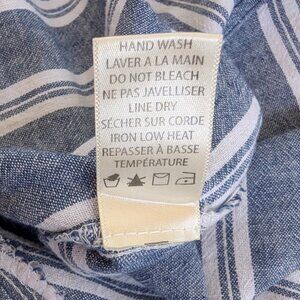 HAND WASH
LAVER A LA MAIN
DO NOT BLEACH
NE PAS JAVELLISER
LINE DRY
SÉCHER SUR CORDE
IRON LOW HEAT
REPASSER À BASSE
TEMPÉRATURE